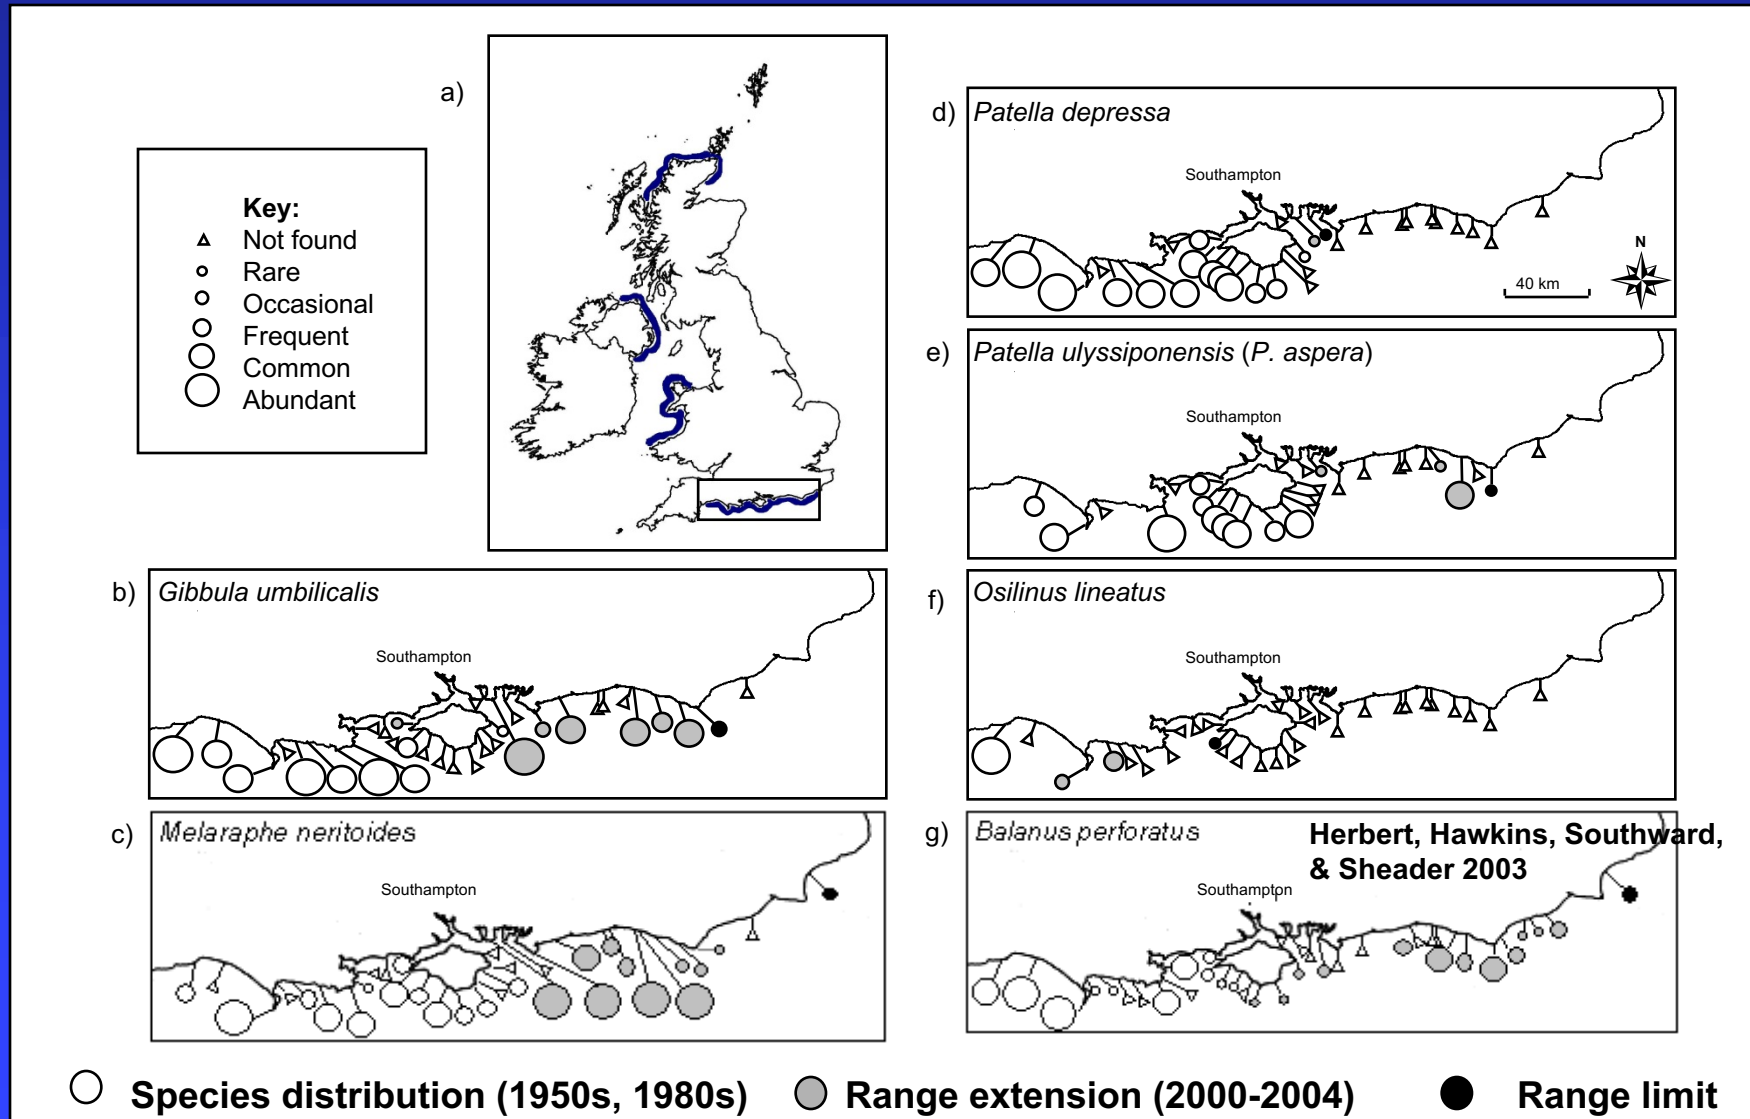 a)
Key:
Not found
Rare
Occasional
Frequent
Common
Abundant
b)
Gibbula umbilicalis
Southampton
c)
Melaraphe neritoides
Southampton
d)
Patella depressa
Southampton
N
40 km
e)
Patella ulyssiponensis (P. aspera)
Southampton
f)
Osilinus lineatus
Southampton
g)
Balanus perforatus
Herbert, Hawkins, Southward,
& Sheader 2003
Southampton
Species distribution (1950s, 1980s)
Range extension (2000-2004)
Range limit